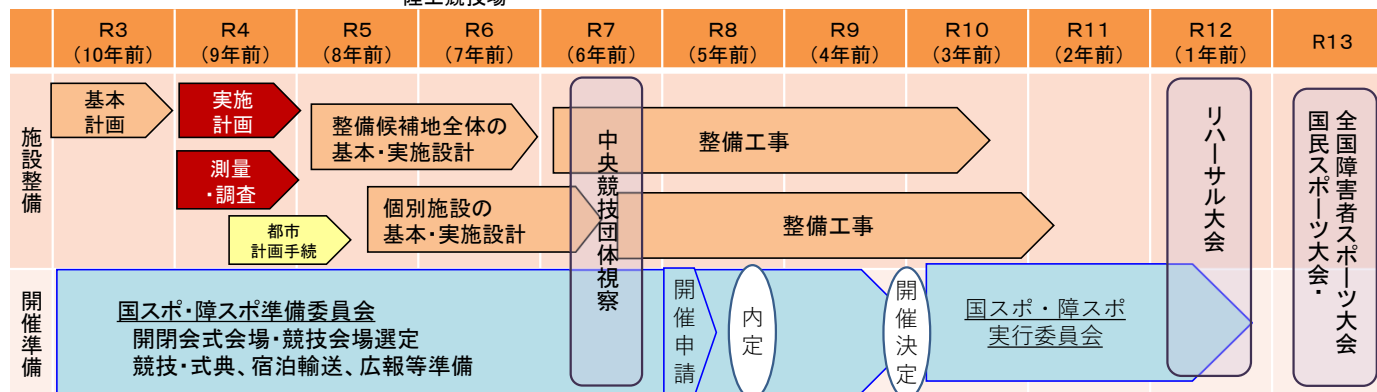 陸上競技場
R3
(10年前)
R4
(9年前)
R5
(8年前)
R6
(7年前)
R7
(6年前)
R8
(5年前)
R9
(4年前)
R10
(3年前)
R11
(2年前)
R12
(1年前)
R13
施設整備
基本
計画
実施
計画
測量
・調査
都市
計画手続
整備候補地全体の
基本・実施設計
個別施設の
基本・実施設計
中央競技団体視察
整備工事
整備工事
リハーサル大会
国民スポーツ大会・
全国障害者スポーツ大会
開催準備
国スポ・障スポ準備委員会
開閉会式会場・競技会場選定
競技・式典、宿泊輸送、広報等準備
開催申請
内定
開催決定
国スポ・障スポ
実行委員会